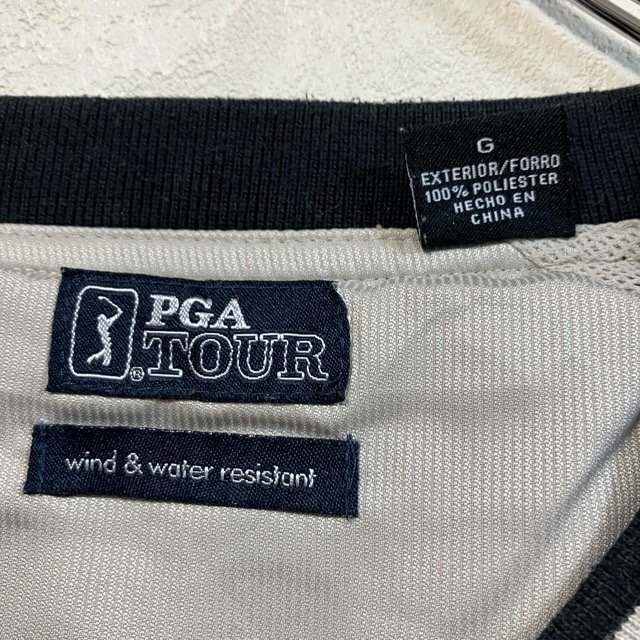 G
EXTERIOR/FORRO
100% POLIESTER
HECHO EN
CHINA
PGA
TOUR
®
wind & water resistant